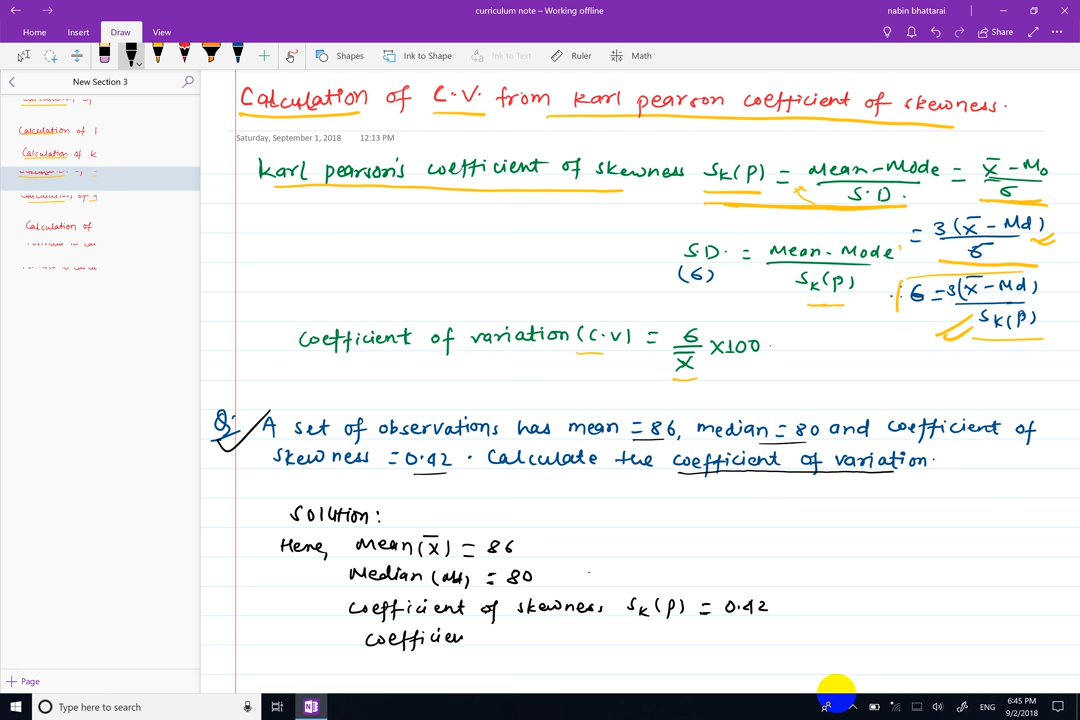 curriculum note – Working offline
nabin bhattarai
Home Insert Draw View
Share
Shapes Ink to Shape Ink to Text Ruler Math
New Section 3
Calculation of C.V. from Karl pearson coefficient of skewness.
Saturday, September 1, 2018 12:13 PM
Calculation of
Calculation of K
Calculation of
Karl pearson's coefficient of skewness Sk(p) = Mean-Mode / S.D. = x̄ - Mo / σ
= 3(x̄ - Md) / σ
S.D. (σ) = Mean-Mode / Sk(p)
∴ σ = 3(x̄ - Md) / Sk(p)
coefficient of variation (C.V) = σ / x̄ ×100
Q: A set of observations has mean = 86, median = 80 and coefficient of
skewness = 0.42. Calculate the coefficient of variation.
Solution:
Here, Mean(x̄) = 86
Median (Md) = 80
coefficient of skewness Sk(p) = 0.42
coefficien
Page
Type here to search
ENG
6:45 PM
9/2/2018